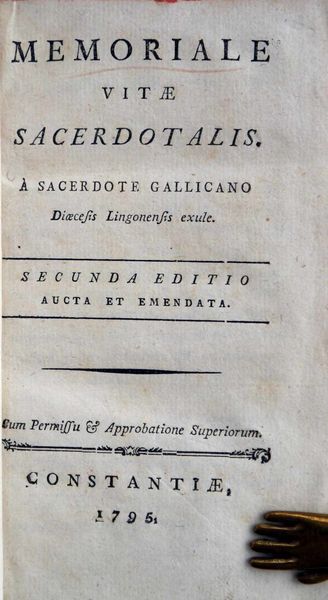 MEMORIALE
VITÆ
SACERDOTALIS.
À SACERDOTE GALLICANO
Diœceſis Lingonenſis exule.
SECUNDA EDITIO
AUCTA ET EMENDATA.
Cum Permiſſu & Approbatione Superiorum.
CONSTANTIÆ,
1795,